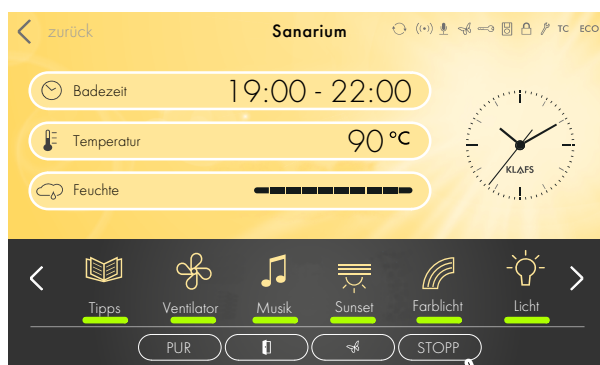 zurück Sanarium TC ECO
Badezeit 19:00 - 22:00
Temperatur 90 °C
Feuchte
KLAFS
Tipps Ventilator Musik Sunset Farblicht Licht
PUR STOPP